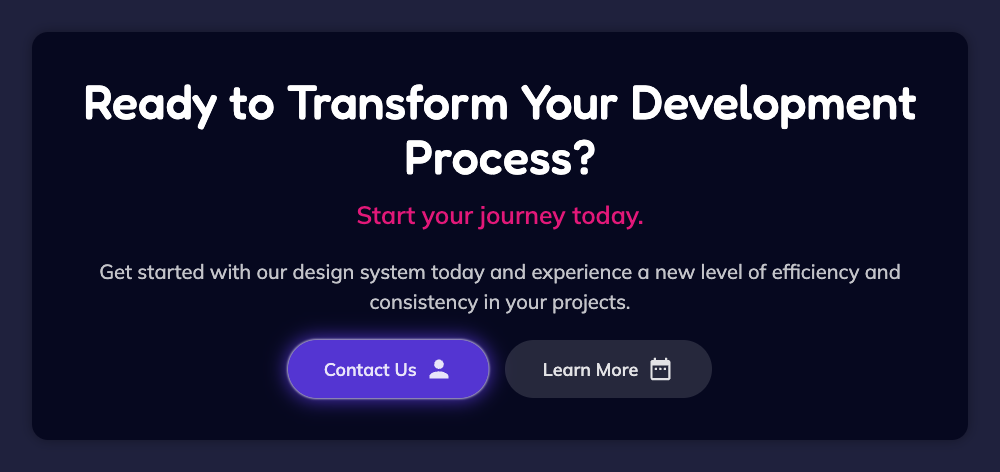 Ready to Transform Your Development
Process?
Start your journey today.
Get started with our design system today and experience a new level of efficiency and
consistency in your projects.
Contact Us
Learn More